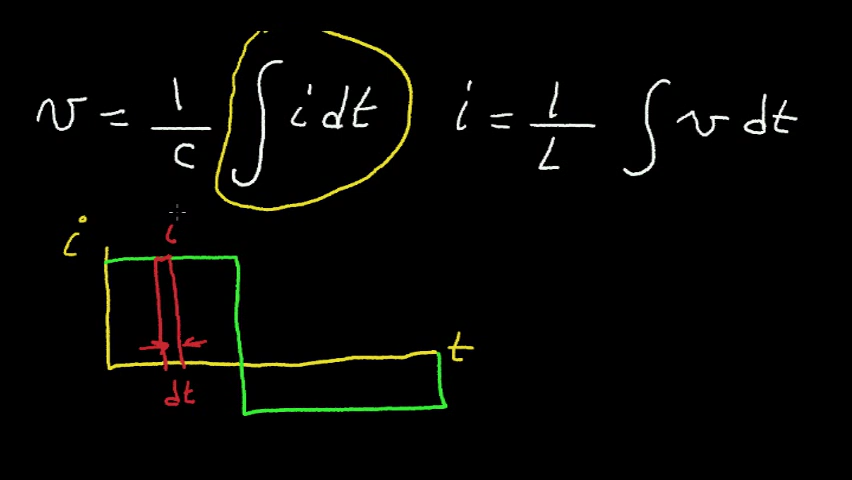 v = 1/C ∫ i dt
i = 1/L ∫ v dt
i
i
t
dt